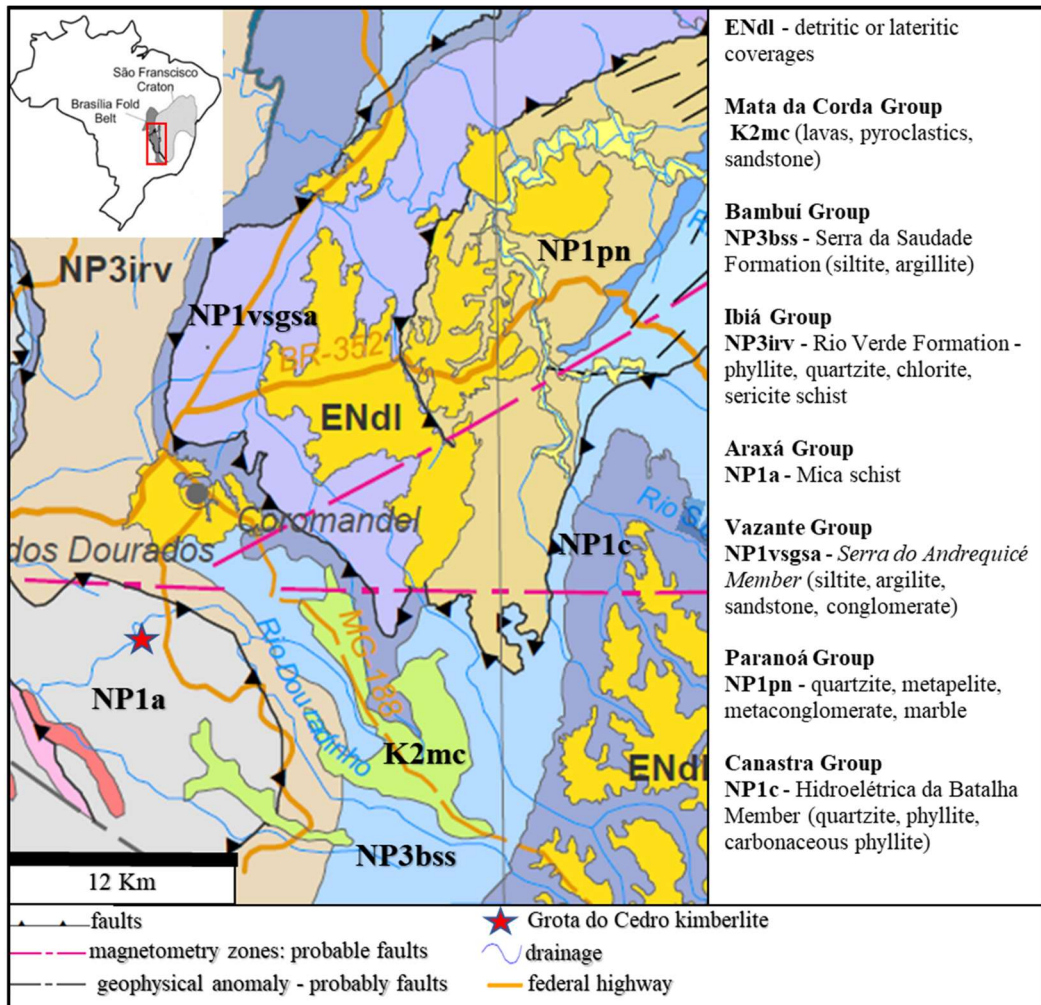 São Franscisco
Craton
Brasília Fold
Belt
NP3irv
NP1vsgsa
NP1pn
BR-352
ENdl
Coromandel
dos Dourados
NP1c
MG-188
Rio Douradinho
NP1a
K2mc
ENdl
NP3bss
12 Km
ENdl - detritic or lateritic
coverages
Mata da Corda Group
K2mc (lavas, pyroclastics,
sandstone)
Bambuí Group
NP3bss - Serra da Saudade
Formation (siltite, argillite)
Ibiá Group
NP3irv - Rio Verde Formation -
phyllite, quartzite, chlorite,
sericite schist
Araxá Group
NP1a - Mica schist
Vazante Group
NP1vsgsa - Serra do Andrequicé
Member (siltite, argilite,
sandstone, conglomerate)
Paranoá Group
NP1pn - quartzite, metapelite,
metaconglomerate, marble
Canastra Group
NP1c - Hidroelétrica da Batalha
Member (quartzite, phyllite,
carbonaceous phyllite)
faults
magnetometry zones: probable faults
geophysical anomaly - probably faults
Grota do Cedro kimberlite
drainage
federal highway